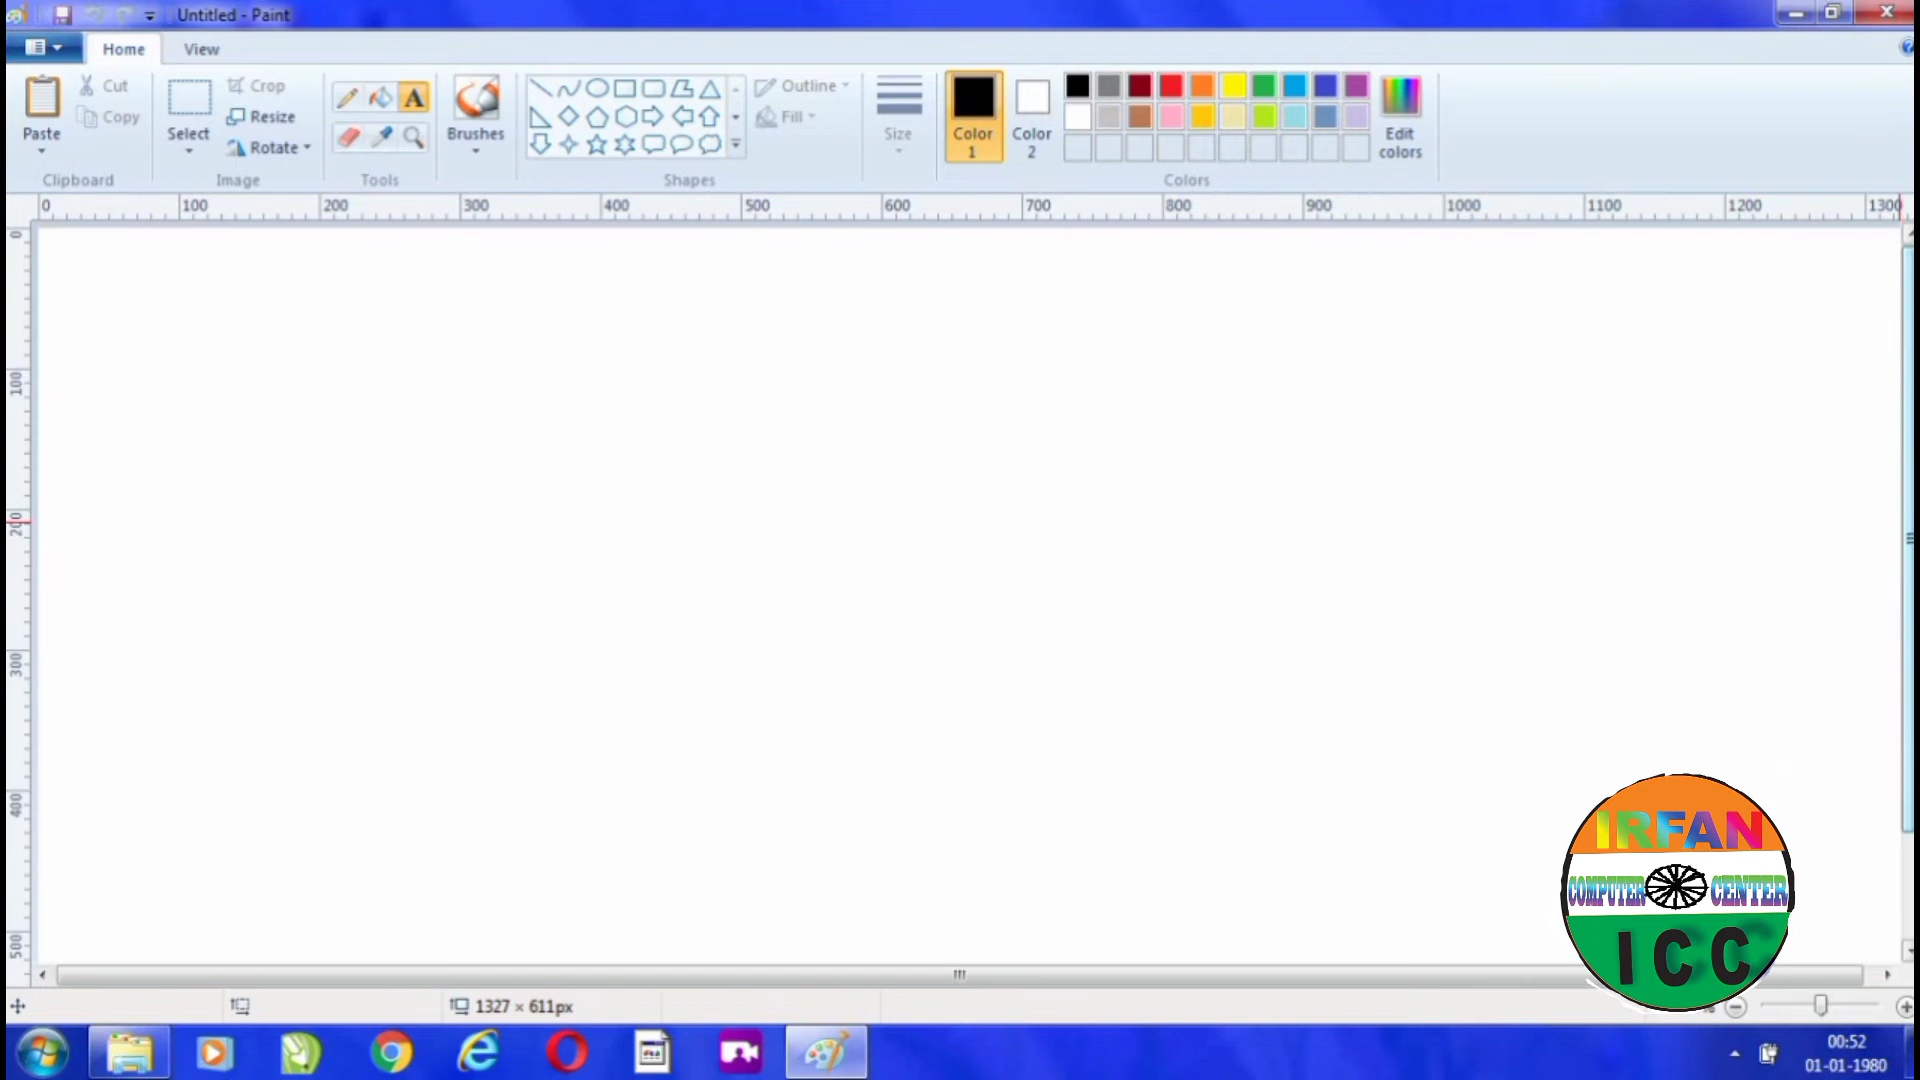 Untitled - Paint
Home View
Paste
Cut
Copy
Clipboard
Select
Crop
Resize
Rotate
Image
A
Tools
Brushes
Shapes
Outline
Fill
Size
Color 1
Color 2
Edit colors
Colors
0 100 200 300 400 500 600 700 800 900 1000 1100 1200 1300
0
100
200
300
400
500
IRFAN
COMPUTER CENTER
ICC
1327 × 611px
00:52
01-01-1980